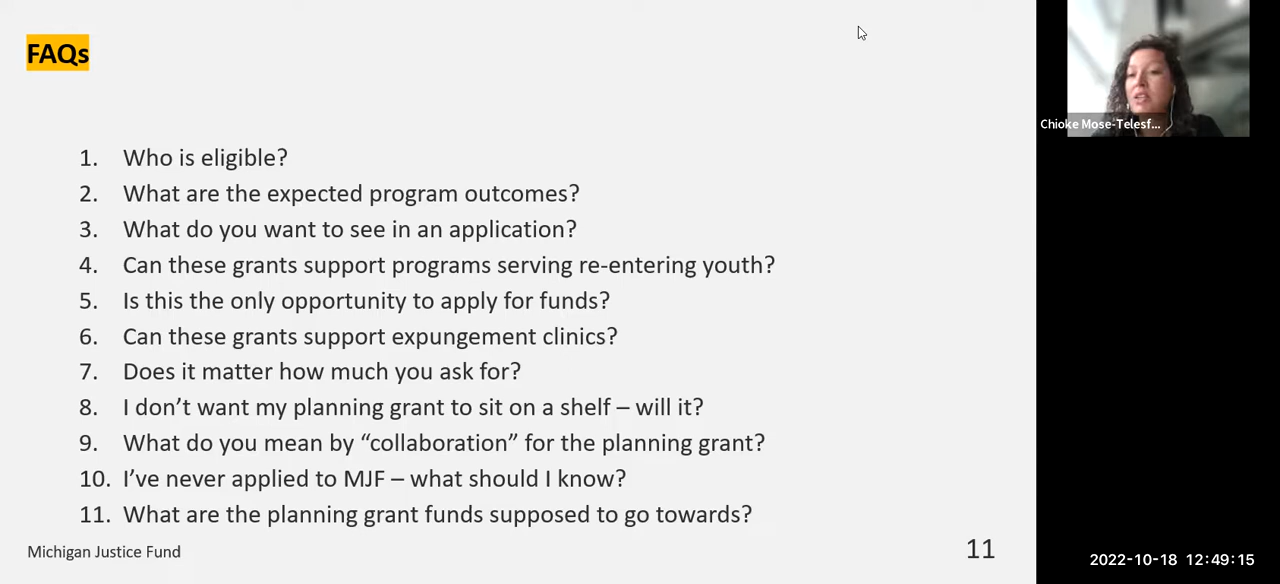 FAQs
1. Who is eligible?
2. What are the expected program outcomes?
3. What do you want to see in an application?
4. Can these grants support programs serving re-entering youth?
5. Is this the only opportunity to apply for funds?
6. Can these grants support expungement clinics?
7. Does it matter how much you ask for?
8. I don’t want my planning grant to sit on a shelf – will it?
9. What do you mean by “collaboration” for the planning grant?
10. I’ve never applied to MJF – what should I know?
11. What are the planning grant funds supposed to go towards?
Michigan Justice Fund
11
Chioke Mose-Telesf...
2022-10-18 12:49:15